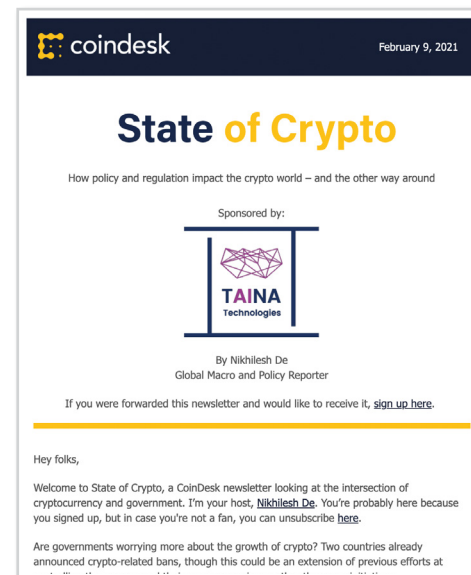 coindesk
February 9, 2021
State of Crypto
How policy and regulation impact the crypto world – and the other way around
Sponsored by:
TAINA
Technologies
By Nikhilesh De
Global Macro and Policy Reporter
If you were forwarded this newsletter and would like to receive it, sign up here.
Hey folks,
Welcome to State of Crypto, a CoinDesk newsletter looking at the intersection of
cryptocurrency and government. I'm your host, Nikhilesh De. You're probably here because
you signed up, but in case you're not a fan, you can unsubscribe here.
Are governments worrying more about the growth of crypto? Two countries already
announced crypto-related bans, though this could be an extension of previous efforts at